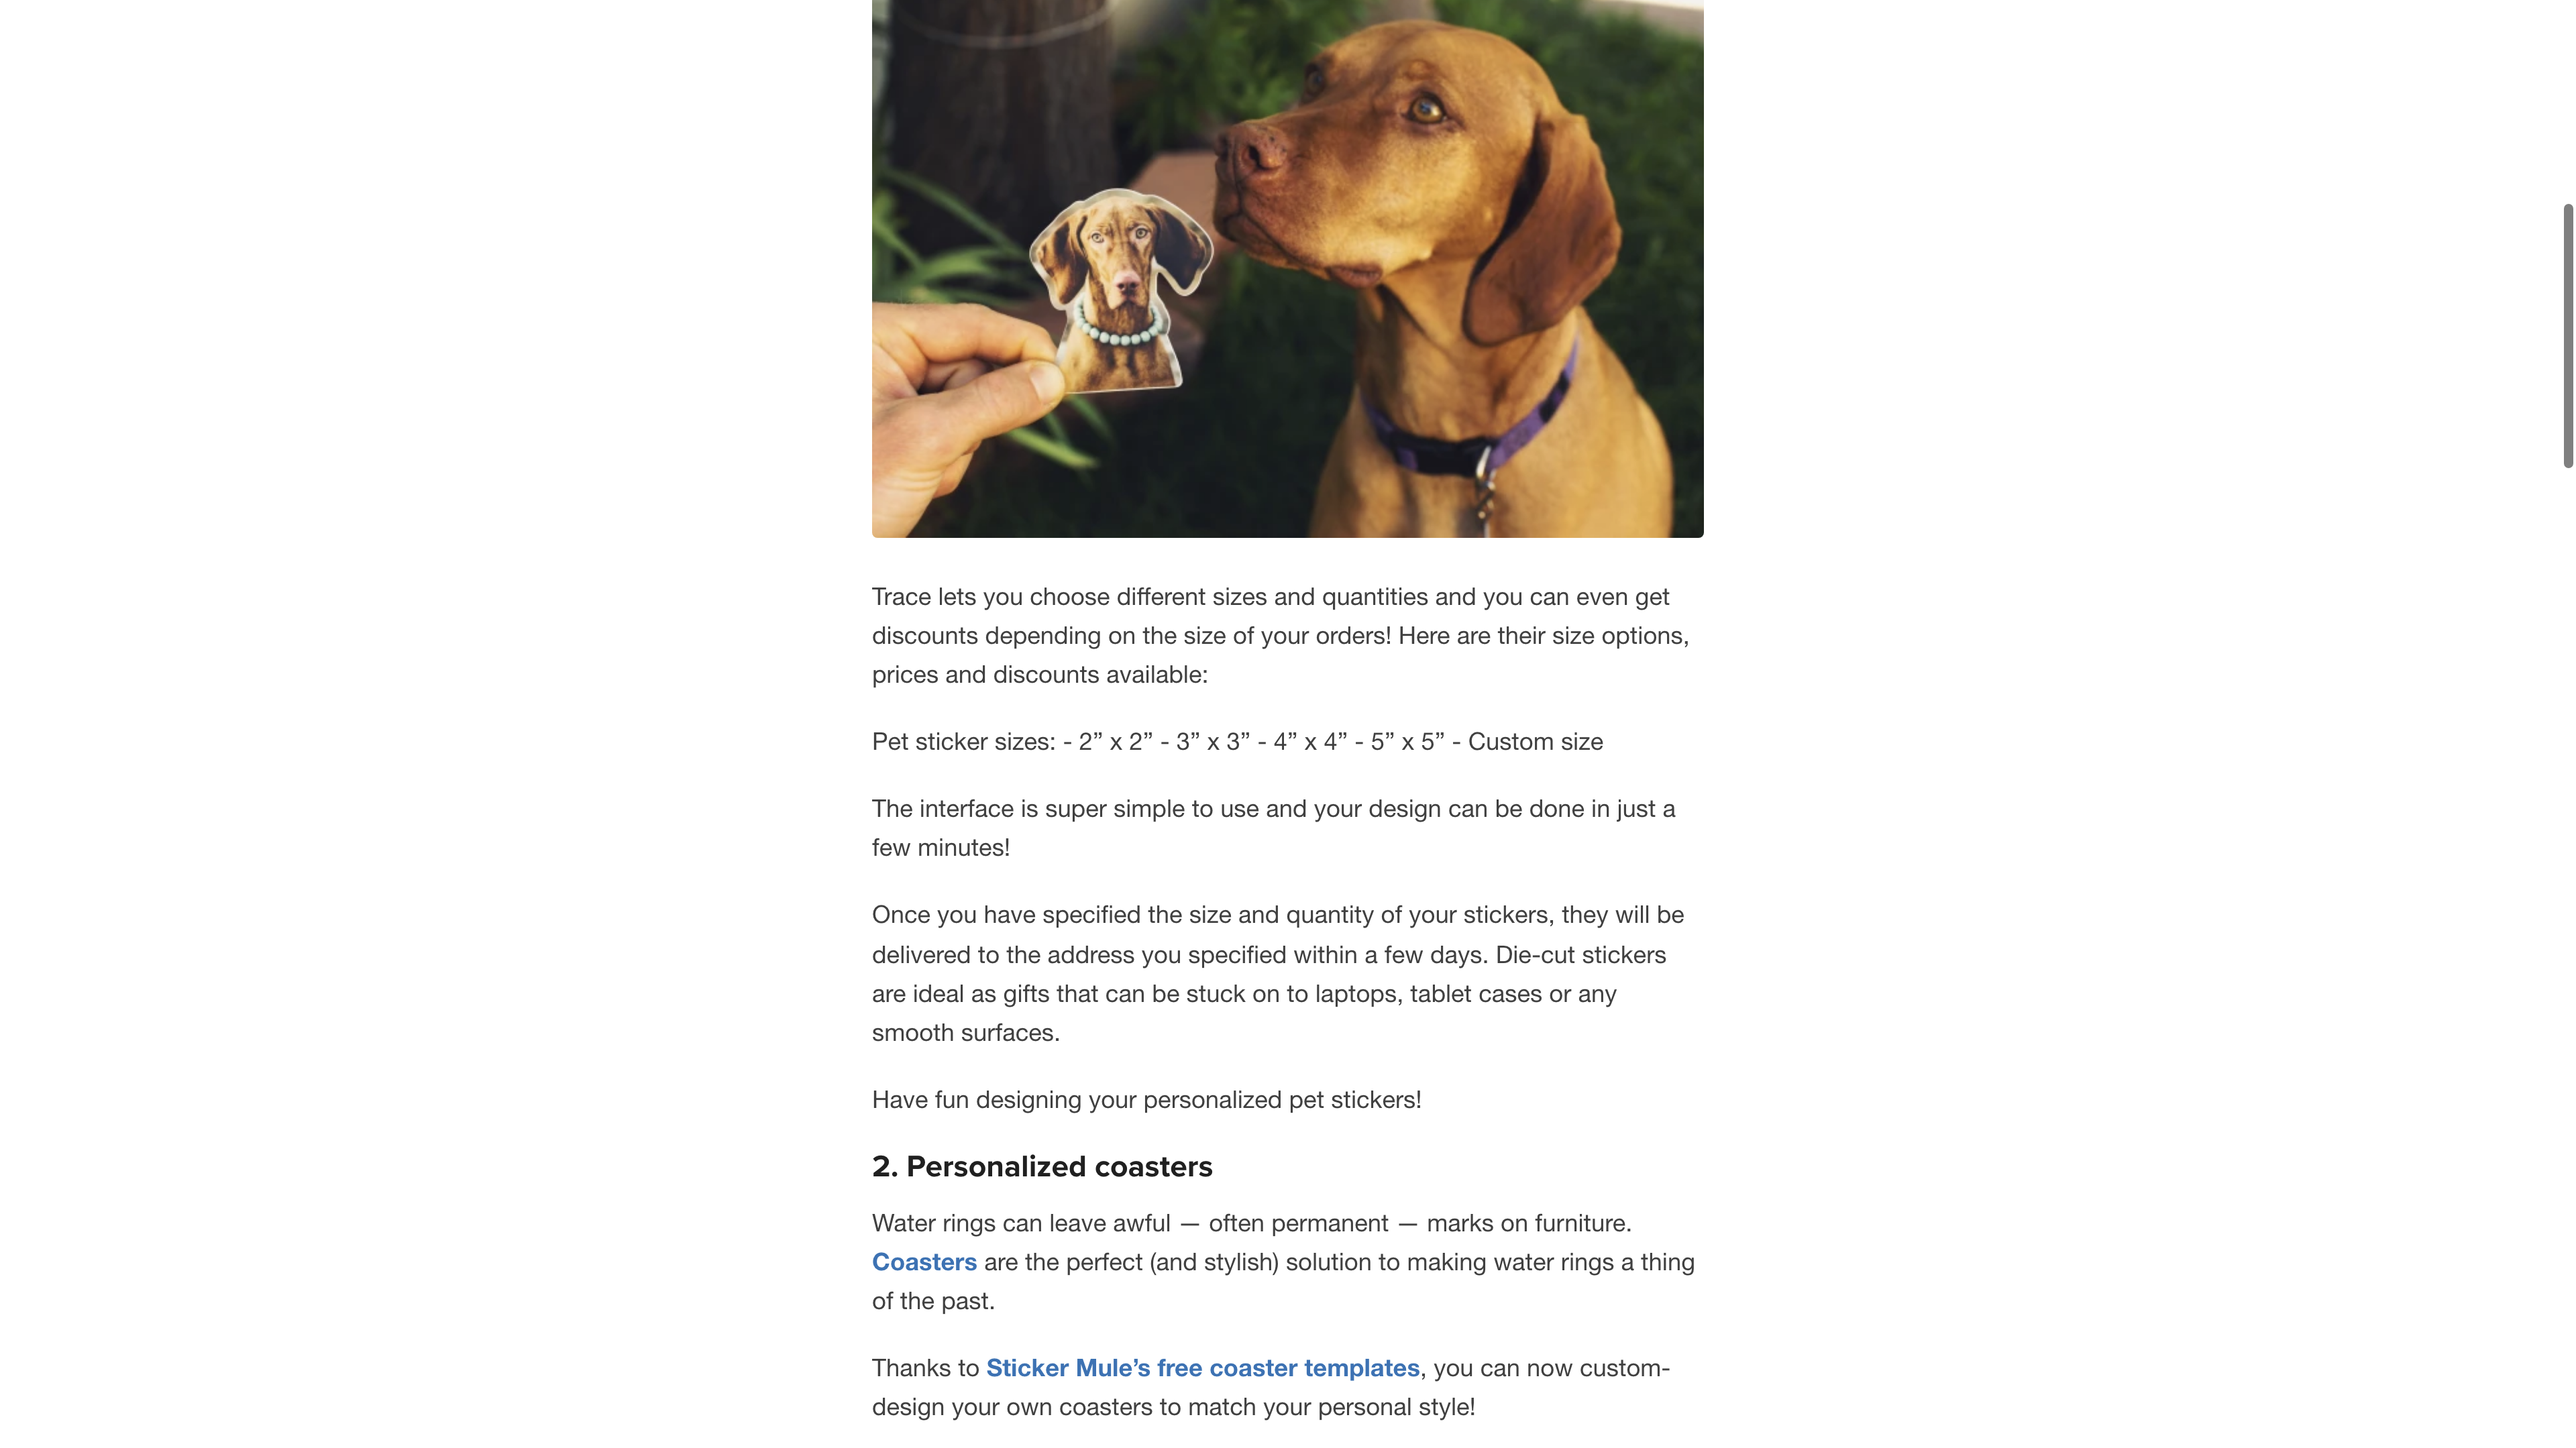 Trace lets you choose different sizes and quantities and you can even get
discounts depending on the size of your orders! Here are their size options,
prices and discounts available:
Pet sticker sizes: - 2” x 2” - 3” x 3” - 4” x 4” - 5” x 5” - Custom size
The interface is super simple to use and your design can be done in just a
few minutes!
Once you have specified the size and quantity of your stickers, they will be
delivered to the address you specified within a few days. Die-cut stickers
are ideal as gifts that can be stuck on to laptops, tablet cases or any
smooth surfaces.
Have fun designing your personalized pet stickers!
2. Personalized coasters
Water rings can leave awful — often permanent — marks on furniture.
Coasters are the perfect (and stylish) solution to making water rings a thing
of the past.
Thanks to Sticker Mule’s free coaster templates, you can now custom-
design your own coasters to match your personal style!